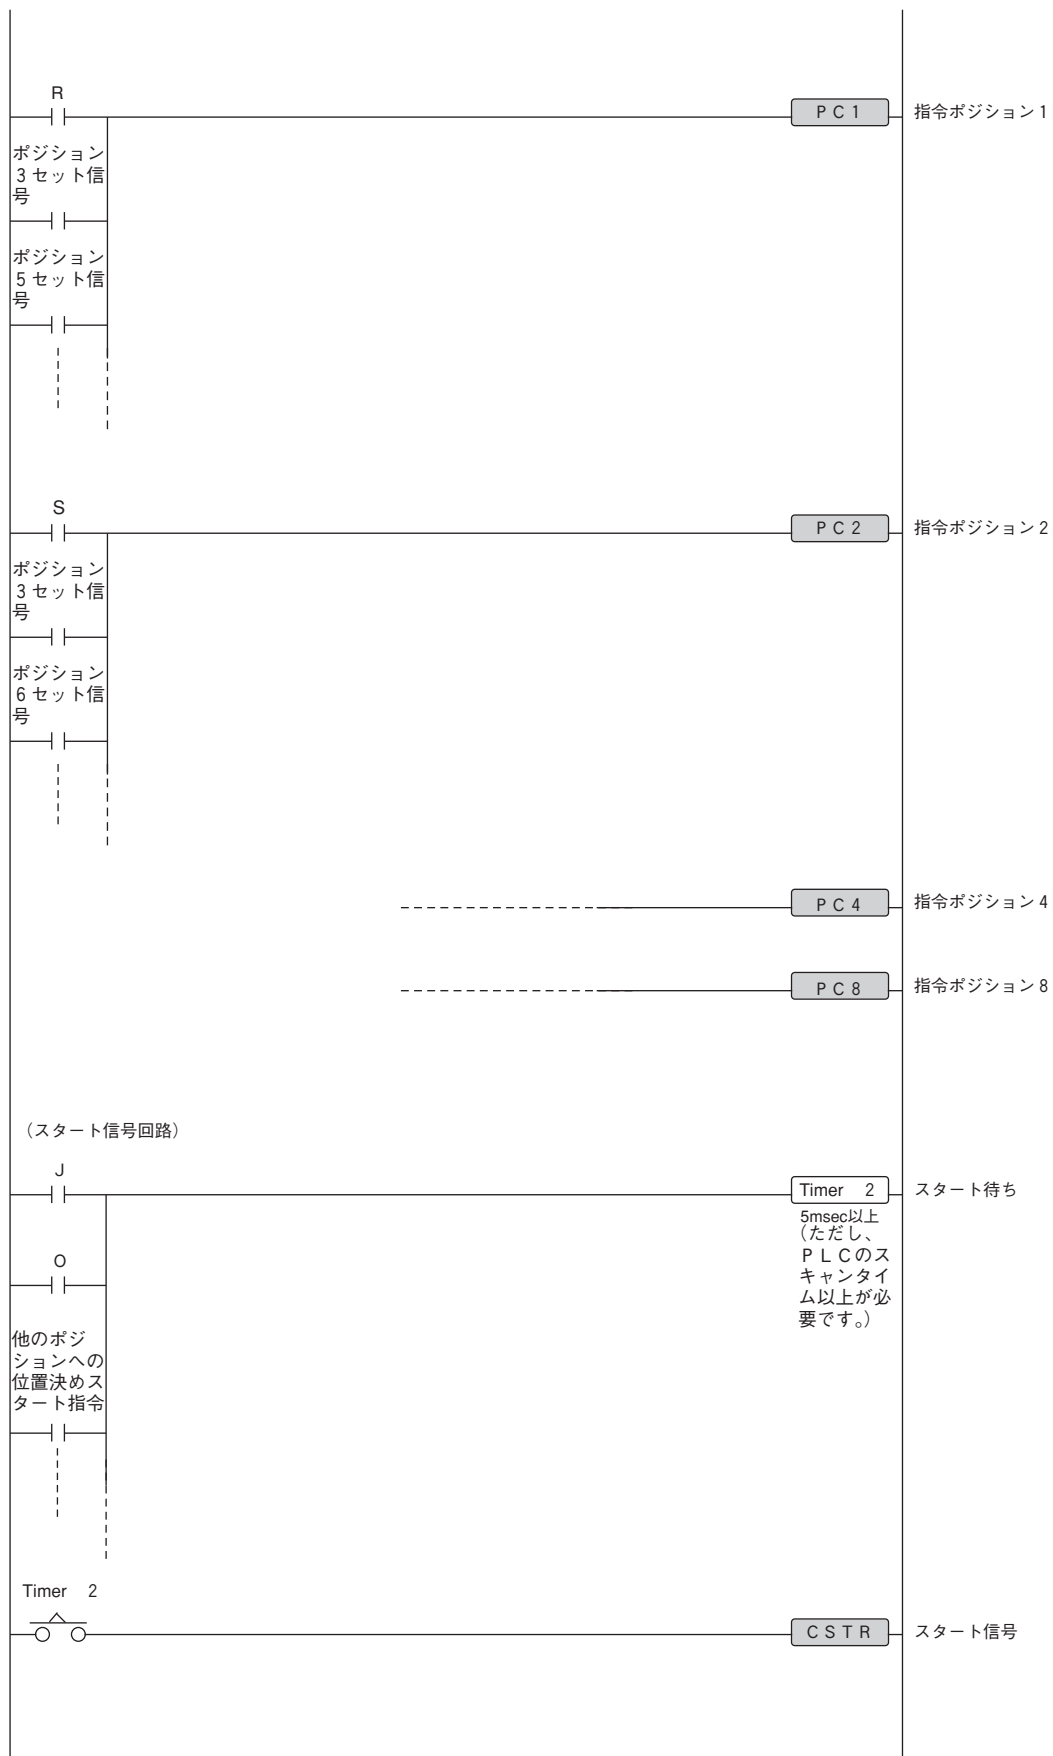 R
PC1
指令ポジション1
ポジション
3セット信
号
ポジション
5セット信
号
S
PC2
指令ポジション2
ポジション
3セット信
号
ポジション
6セット信
号
PC4
指令ポジション4
PC8
指令ポジション8
(スタート信号回路)
J
Timer 2
スタート待ち
5msec以上
(ただし、
PLCのス
キャンタイ
ム以上が必
要です。)
O
他のポジ
ションへの
位置決めス
タート指令
Timer 2
CSTR
スタート信号